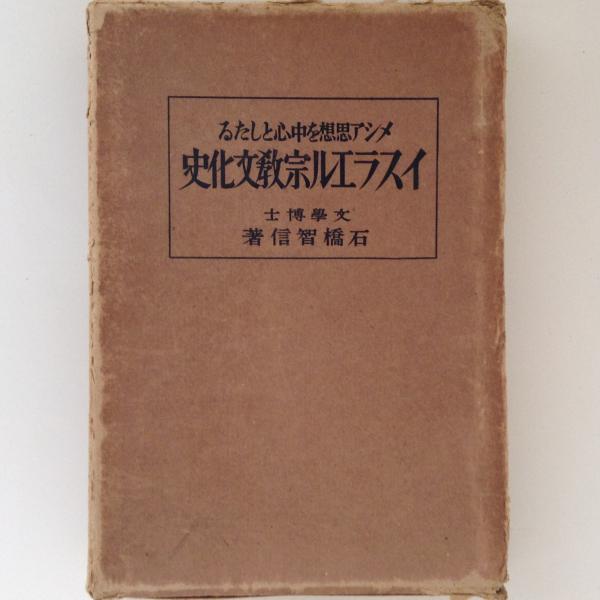 メシア思想を中心としたる
イスラエル宗教文化史
文學博士
石橋智信著